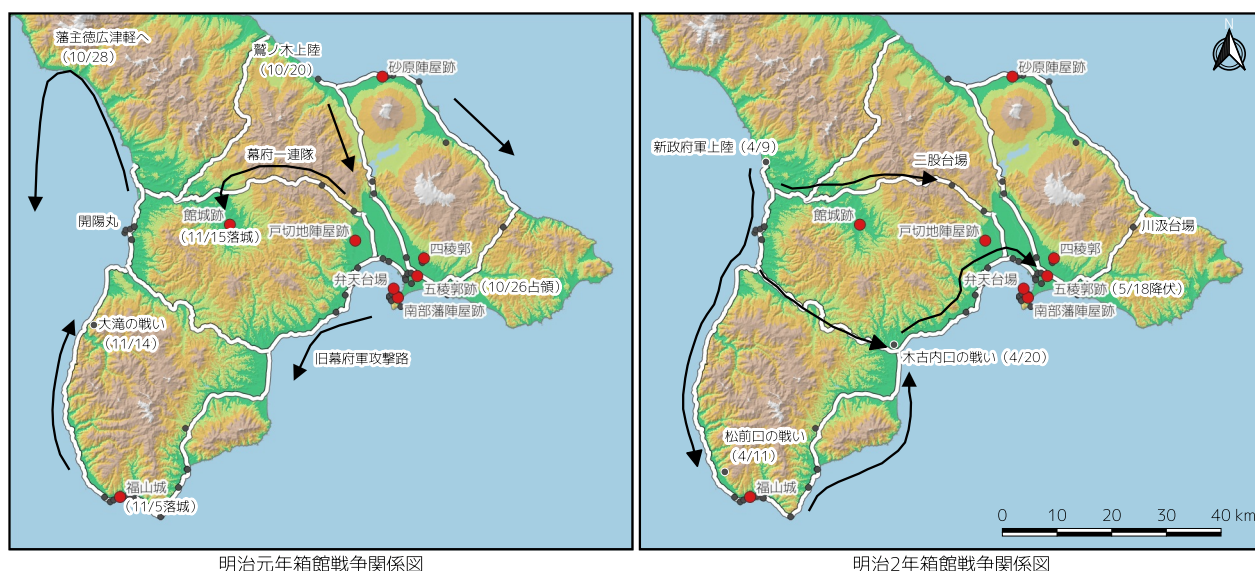 藩主徳広津軽へ
(10/28)
鷲ノ木上陸
(10/20)
砂原陣屋跡
幕府一連隊
開陽丸
館城跡
(11/15落城)
戸切地陣屋跡
四稜郭
弁天台場
五稜郭跡(10/26占領)
南部藩陣屋跡
大滝の戦い
(11/14)
旧幕府軍攻撃路
福山城
(11/5落城)
明治元年箱館戦争関係図
N
砂原陣屋跡
新政府軍上陸(4/9)
二股台場
館城跡
戸切地陣屋跡
川汲台場
四稜郭
弁天台場
五稜郭跡(5/18降伏)
南部藩陣屋跡
木古内口の戦い(4/20)
松前口の戦い
(4/11)
福山城
0 10 20 30 40 km
明治2年箱館戦争関係図